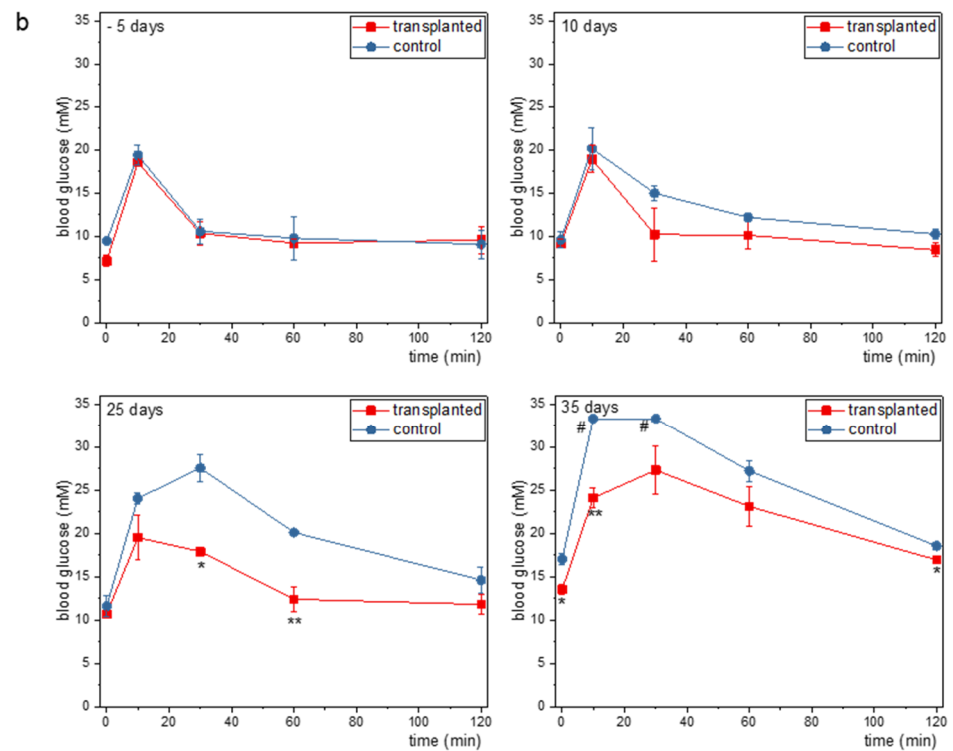 b
- 5 days
transplanted
control
35
30
25
20
15
10
5
0
blood glucose (mM)
0 20 40 60 80 100 120
time (min)
10 days
transplanted
control
35
30
25
20
15
10
5
0
blood glucose (mM)
0 20 40 60 80 100 120
time (min)
25 days
transplanted
control
35
30
25
20
15
10
5
0
blood glucose (mM)
*
**
0 20 40 60 80 100 120
time (min)
35 days
transplanted
control
35
30
25
20
15
10
5
0
blood glucose (mM)
# #
**
* *
0 20 40 60 80 100 120
time (min)